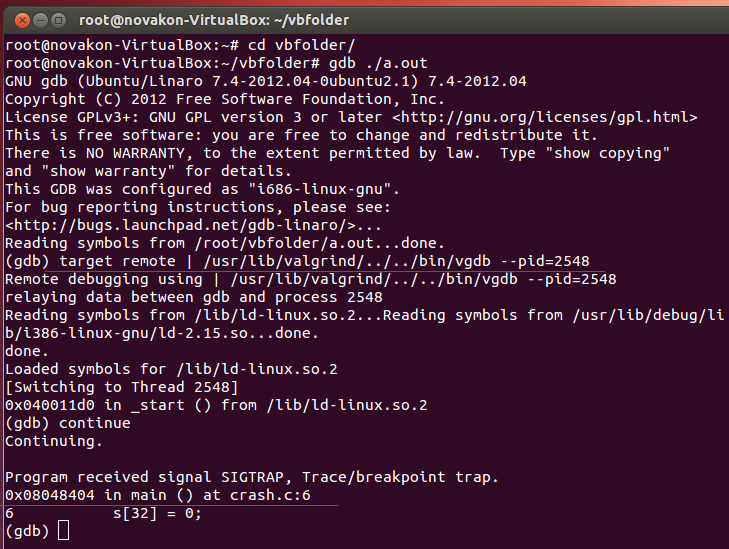 root@novakon-VirtualBox: ~/vbfolder
root@novakon-VirtualBox:~# cd vbfolder/
root@novakon-VirtualBox:~/vbfolder# gdb ./a.out
GNU gdb (Ubuntu/Linaro 7.4-2012.04-0ubuntu2.1) 7.4-2012.04
Copyright (C) 2012 Free Software Foundation, Inc.
License GPLv3+: GNU GPL version 3 or later <http://gnu.org/licenses/gpl.html>
This is free software: you are free to change and redistribute it.
There is NO WARRANTY, to the extent permitted by law.  Type "show copying"
and "show warranty" for details.
This GDB was configured as "i686-linux-gnu".
For bug reporting instructions, please see:
<http://bugs.launchpad.net/gdb-linaro/>...
Reading symbols from /root/vbfolder/a.out...done.
(gdb) target remote | /usr/lib/valgrind/../../bin/vgdb --pid=2548
Remote debugging using | /usr/lib/valgrind/../../bin/vgdb --pid=2548
relaying data between gdb and process 2548
Reading symbols from /lib/ld-linux.so.2...Reading symbols from /usr/lib/debug/li
b/i386-linux-gnu/ld-2.15.so...done.
done.
Loaded symbols for /lib/ld-linux.so.2
[Switching to Thread 2548]
0x040011d0 in _start () from /lib/ld-linux.so.2
(gdb) continue
Continuing.
Program received signal SIGTRAP, Trace/breakpoint trap.
0x08048404 in main () at crash.c:6
6           s[32] = 0;
(gdb)